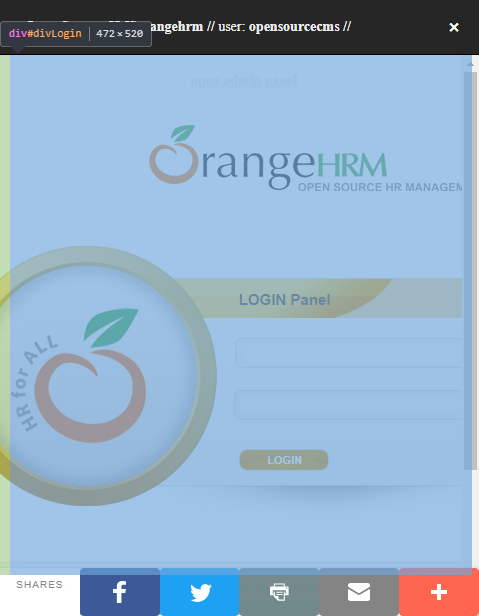 angehrm // user: opensourcecms //
×
div#divLogin 472 × 520
open admin panel
OrangeHRM
OPEN SOURCE HR MANAGEM
LOGIN Panel
HR for ALL
LOGIN
SHARES